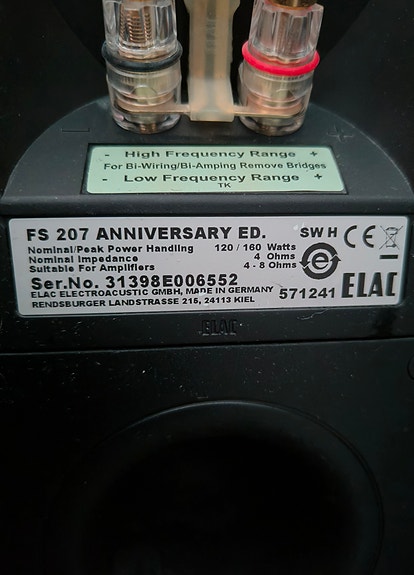 - High Frequency Range +
For Bi-Wiring/Bi-Amping Remove Bridges
- Low Frequency Range +
TK
FS 207 ANNIVERSARY ED. SW H CE
Nominal/Peak Power Handling 120 / 160 Watts
Nominal Impedance 4 Ohms
Suitable For Amplifiers 4 - 8 Ohms
Ser.No. 31398E006552
ELAC ELECTROACUSTIC GMBH, MADE IN GERMANY
RENDSBURGER LANDSTRASSE 215, 24113 KIEL
571241 ELAC
ELAC